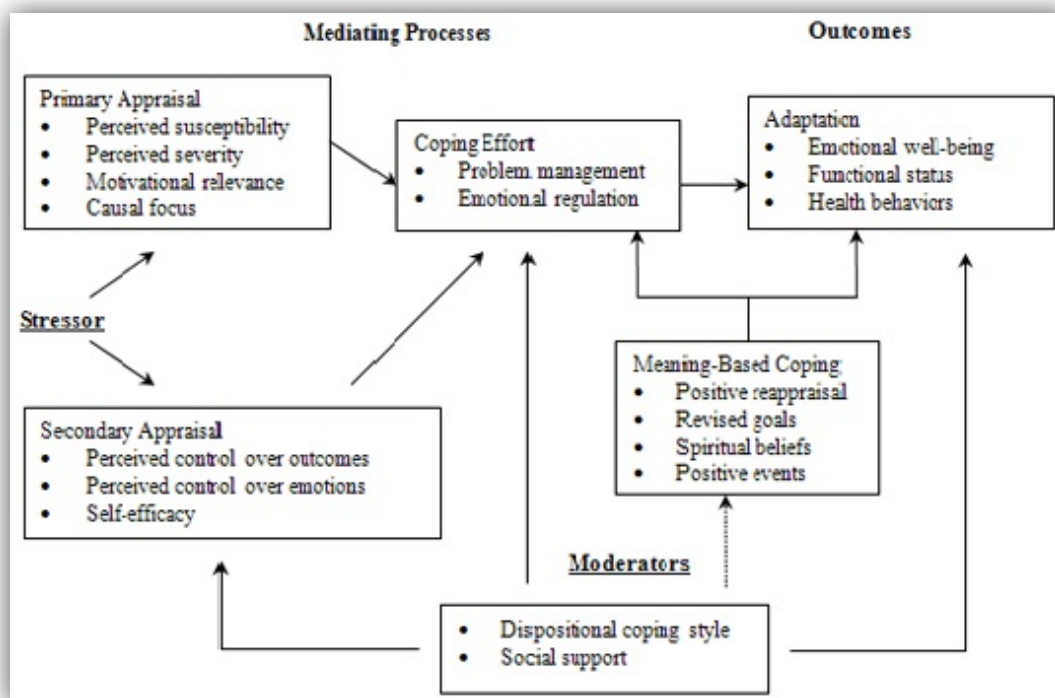 Mediating Processes
Outcomes
Primary Appraisal
• Perceived susceptibility
• Perceived severity
• Motivational relevance
• Causal focus
Coping Effort
• Problem management
• Emotional regulation
Adaptation
• Emotional well-being
• Functional status
• Health behaviors
Stressor
Meaning-Based Coping
• Positive reappraisal
• Revised goals
• Spiritual beliefs
• Positive events
Secondary Appraisal
• Perceived control over outcomes
• Perceived control over emotions
• Self-efficacy
Moderators
• Dispositional coping style
• Social support